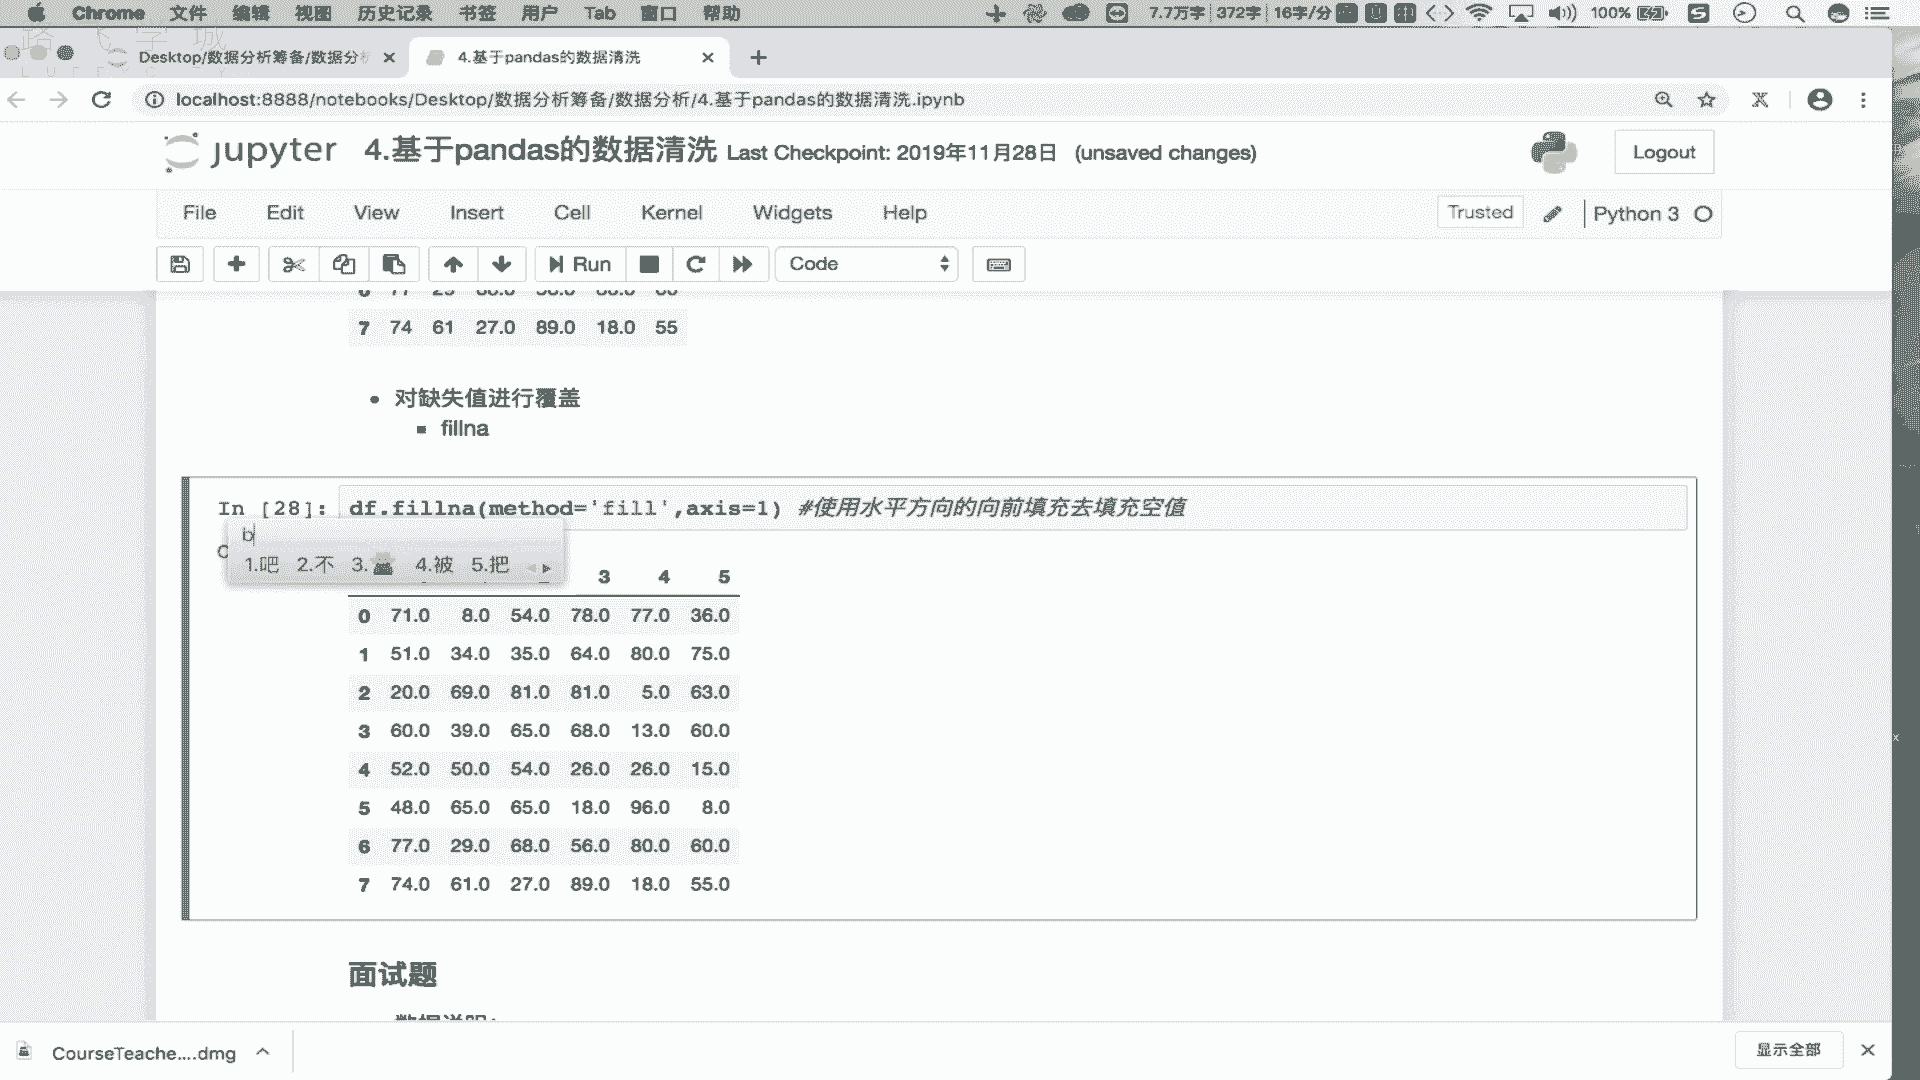 Chrome 文件 编辑 视图 历史记录 书签 用户 Tab 窗口 帮助 7.7万字 372字 16字/分 100%
Desktop/数据分析筹备/数据分析 4.基于pandas的数据清洗
localhost:8888/notebooks/Desktop/数据分析筹备/数据分析/4.基于pandas的数据清洗.ipynb
jupyter 4.基于pandas的数据清洗 Last Checkpoint: 2019年11月28日 (unsaved changes) Logout
File Edit View Insert Cell Kernel Widgets Help Trusted Python 3
Run Code
7 74 61 27.0 89.0 18.0 55
对缺失值进行覆盖
fillna
In [28]: df.fillna(method='fill',axis=1) #使用水平方向的向前填充去填充空值
b
1.吧 2.不 3. 4.被 5.把
3 4 5
0 71.0 8.0 54.0 78.0 77.0 36.0
1 51.0 34.0 35.0 64.0 80.0 75.0
2 20.0 69.0 81.0 81.0 5.0 63.0
3 60.0 39.0 65.0 68.0 13.0 60.0
4 52.0 50.0 54.0 26.0 26.0 15.0
5 48.0 65.0 65.0 18.0 96.0 8.0
6 77.0 29.0 68.0 56.0 80.0 60.0
7 74.0 61.0 27.0 89.0 18.0 55.0
面试题
CourseTeache....dmg 显示全部